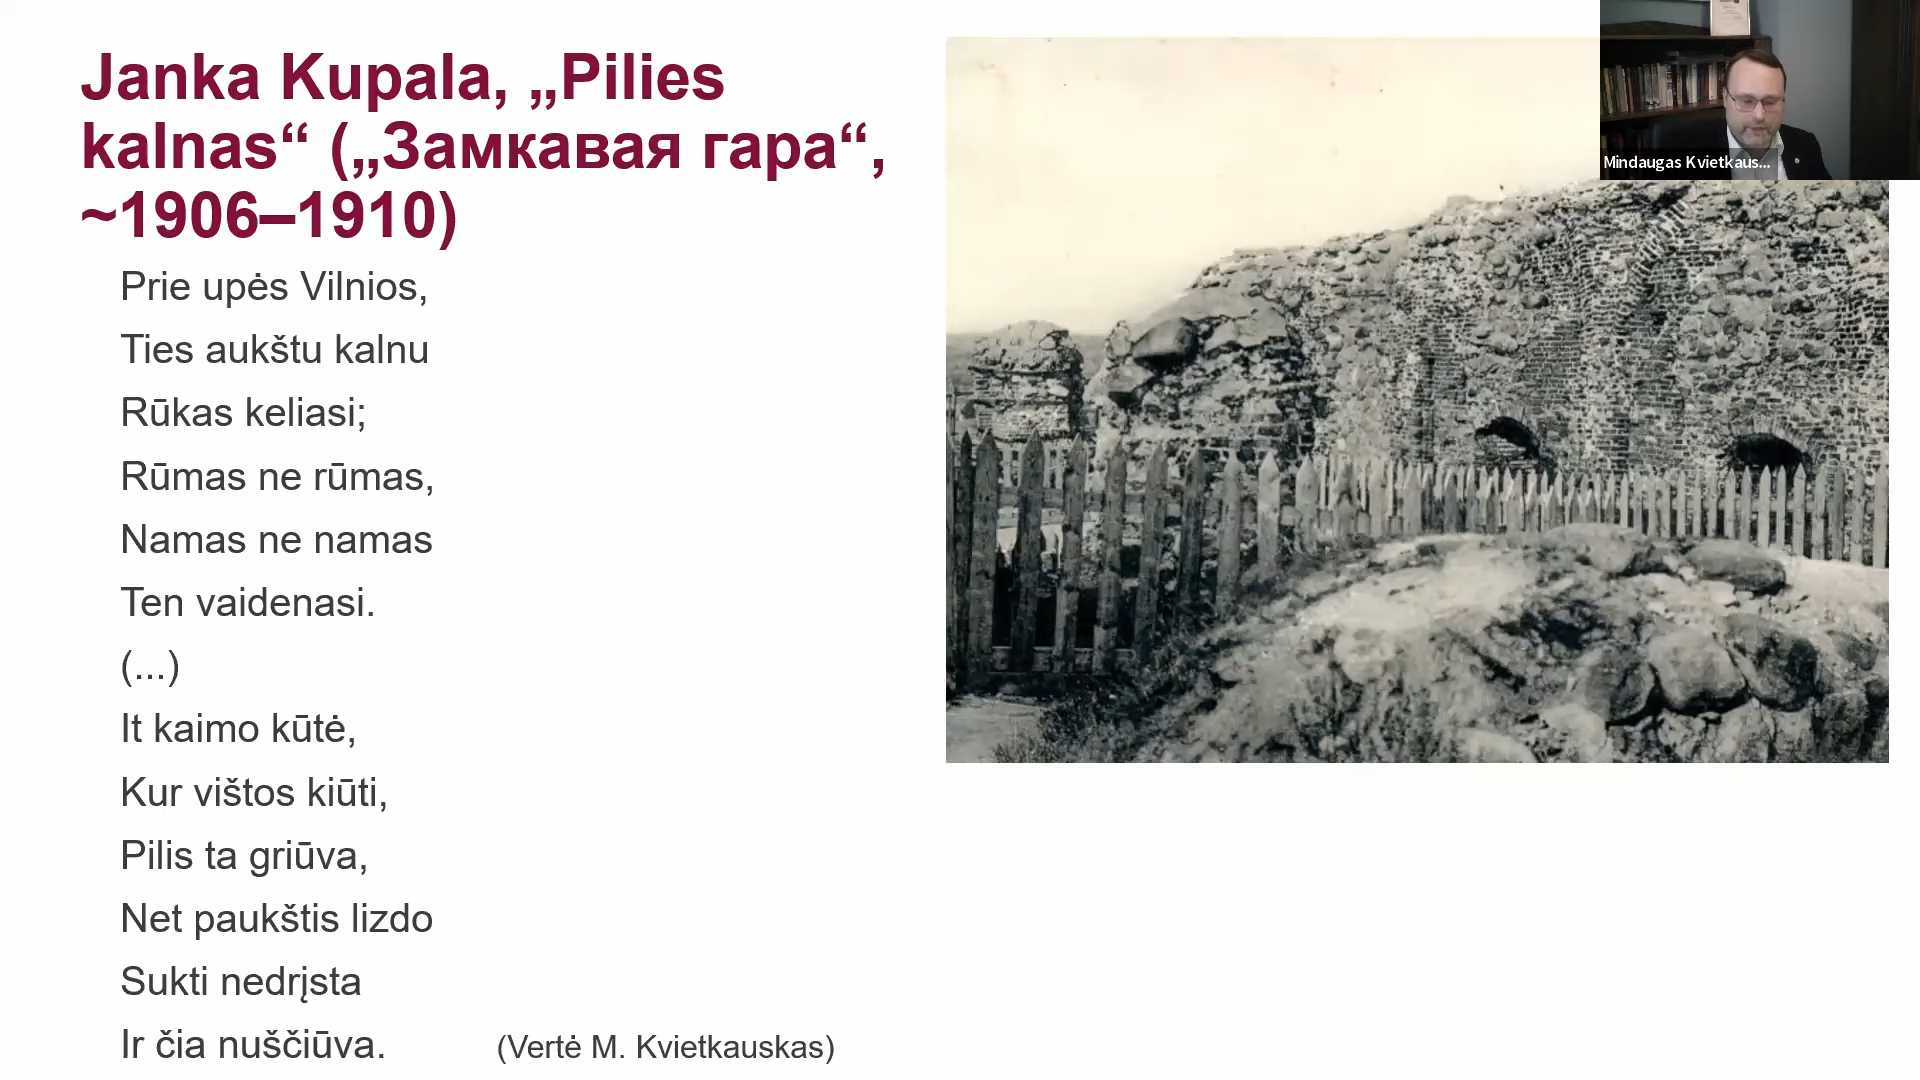 Janka Kupala, „Pilies
kalnas“ („Замкавая гара“,
~1906–1910)
Prie upės Vilnios,
Ties aukštu kalnu
Rūkas keliasi;
Rūmas ne rūmas,
Namas ne namas
Ten vaidenasi.
(...)
It kaimo kūtė,
Kur vištos kiūti,
Pilis ta griūva,
Net paukštis lizdo
Sukti nedrįsta
Ir čia nuščiūva.
(Vertė M. Kvietkauskas)
Mindaugas Kvietkaus...